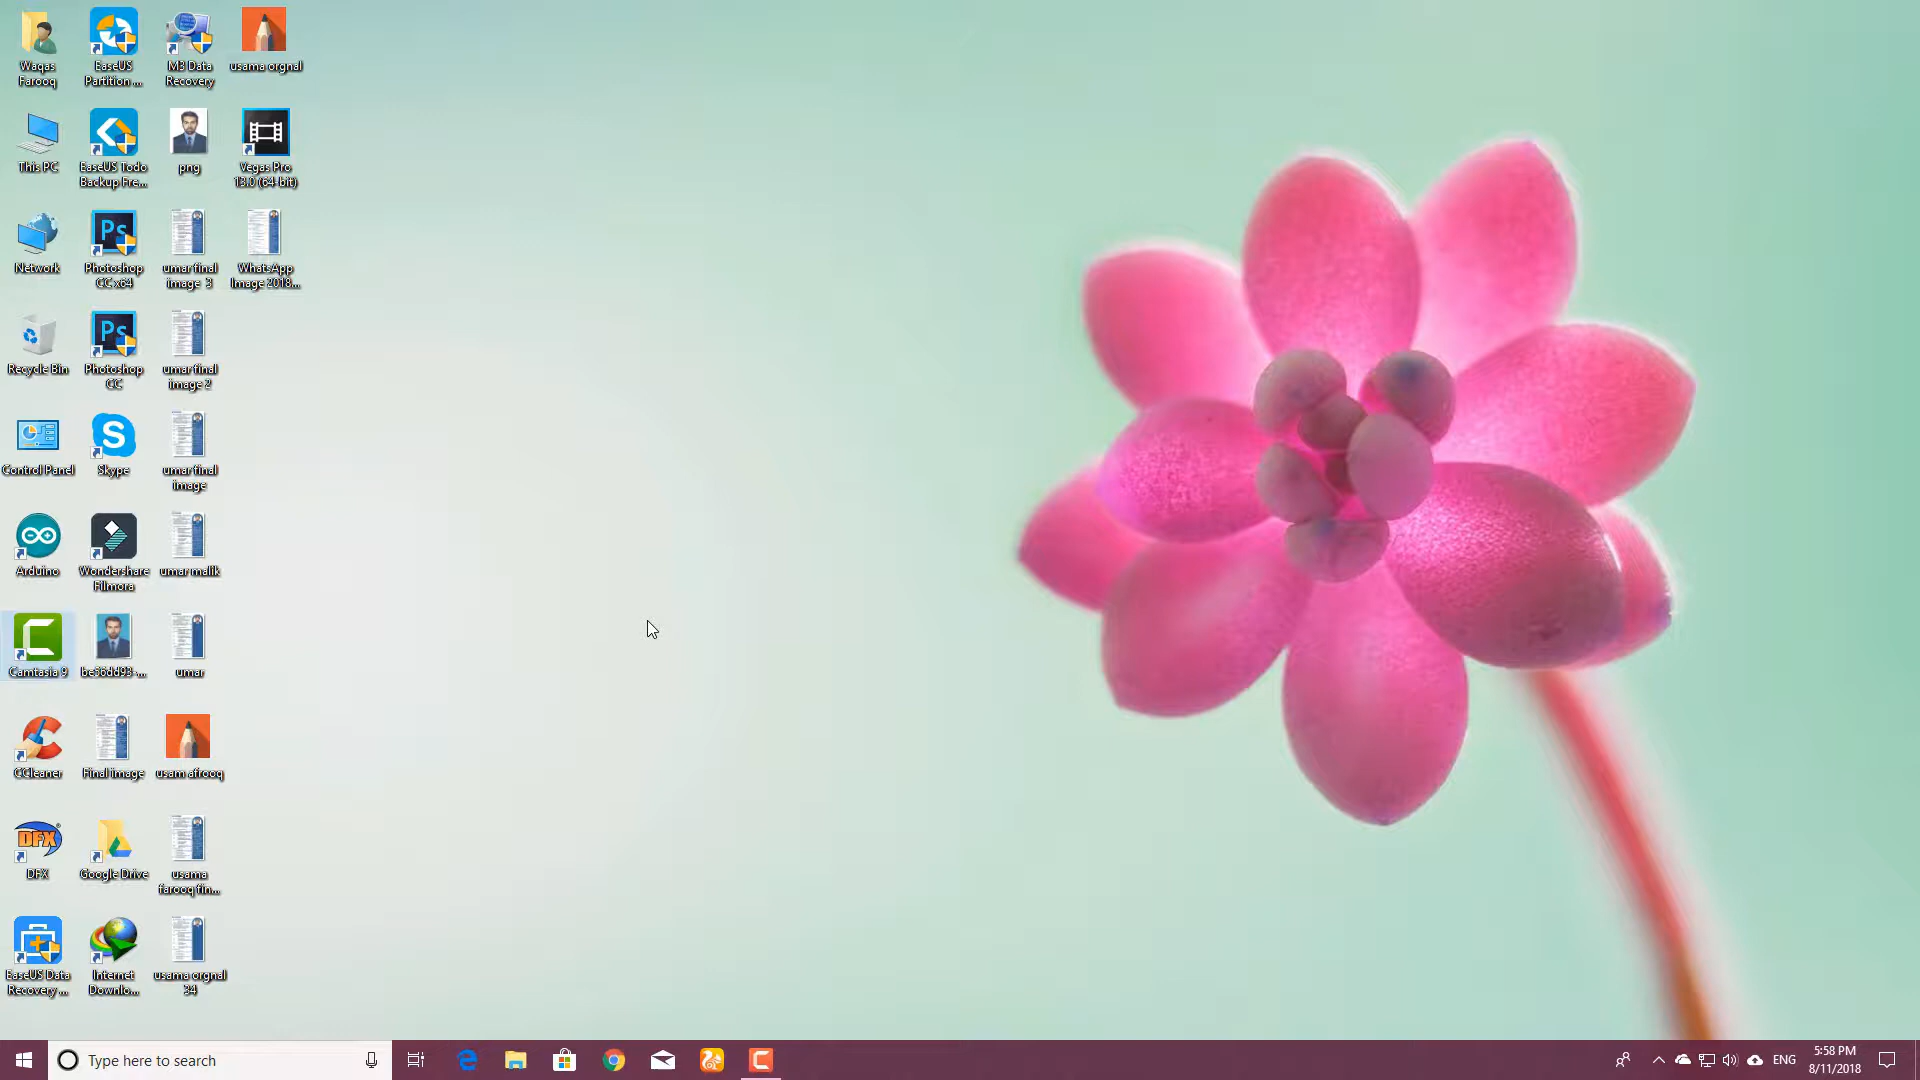 Waqas
Farooq
EaseUS
Partition ...
M3 Data
Recovery
usama orgnal
This PC
EaseUS Todo
Backup Fre...
png
Vegas Pro
13.0 (64-bit)
Network
Photoshop
CC x64
umar final
image 3
WhatsApp
Image 2018...
Recycle Bin
Photoshop
CC
umar final
image 2
Control Panel
Skype
umar final
image
Arduino
Wondershare
Filmora
umar malik
Camtasia 9
be36dd93-...
umar
CCleaner
Final image
usam afrooq
DFX
DFX
Google Drive
usama
farooq fin...
EaseUS Data
Recovery ...
Internet
Downlo...
usama orgnal
34
Type here to search
ENG
5:58 PM
8/11/2018